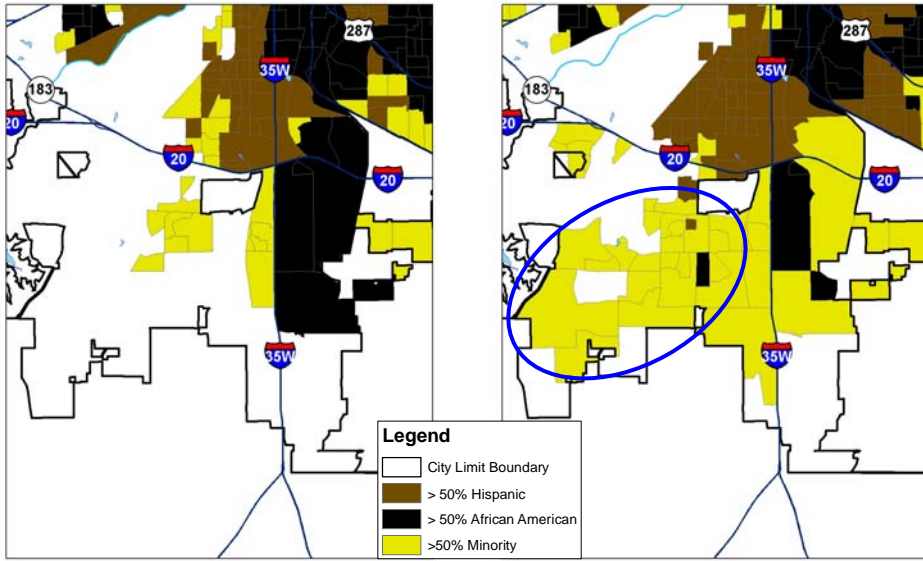 287
35W
183
20
20
20
35W
287
35W
183
20
20
20
35W
Legend
City Limit Boundary
> 50% Hispanic
> 50% African American
>50% Minority